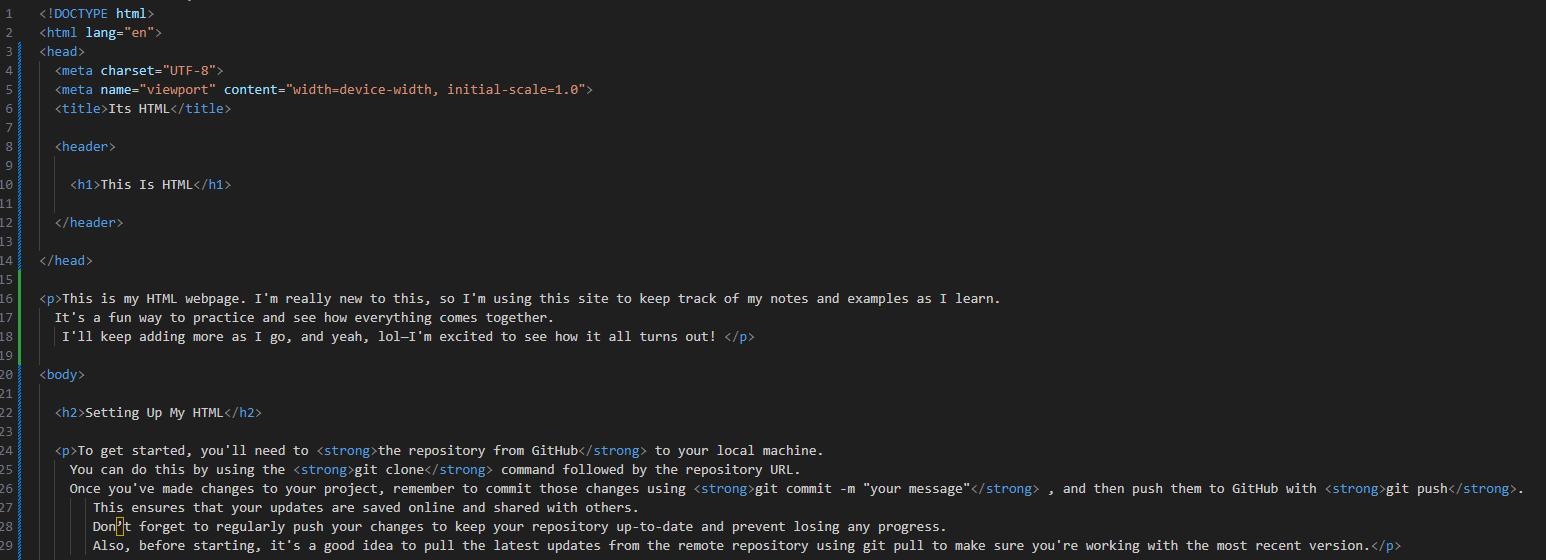 1 <!DOCTYPE html>
2 <html lang="en">
3 <head>
4 <meta charset="UTF-8">
5 <meta name="viewport" content="width=device-width, initial-scale=1.0">
6 <title>Its HTML</title>
7
8 <header>
9
10 <h1>This Is HTML</h1>
11
12 </header>
13
14 </head>
15
16 <p>This is my HTML webpage. I'm really new to this, so I'm using this site to keep track of my notes and examples as I learn.
17 It's a fun way to practice and see how everything comes together.
18 I'll keep adding more as I go, and yeah, lol—I'm excited to see how it all turns out! </p>
19
20 <body>
21
22 <h2>Setting Up My HTML</h2>
23
24 <p>To get started, you'll need to <strong>the repository from GitHub</strong> to your local machine.
25 You can do this by using the <strong>git clone</strong> command followed by the repository URL.
26 Once you've made changes to your project, remember to commit those changes using <strong>git commit -m "your message"</strong> , and then push them to GitHub with <strong>git push</strong>.
27 This ensures that your updates are saved online and shared with others.
28 Don’t forget to regularly push your changes to keep your repository up-to-date and prevent losing any progress.
29 Also, before starting, it's a good idea to pull the latest updates from the remote repository using git pull to make sure you're working with the most recent version.</p>